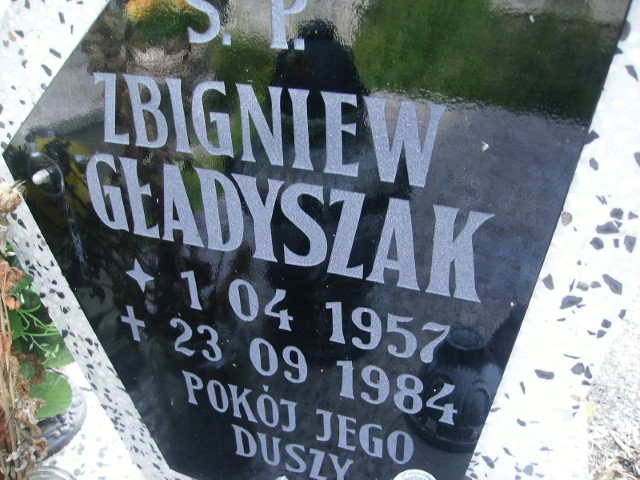 Ś. P.
ZBIGNIEW
GŁADYSZAK
1 04 1957
23 09 1984
POKÓJ JEGO
DUSZY